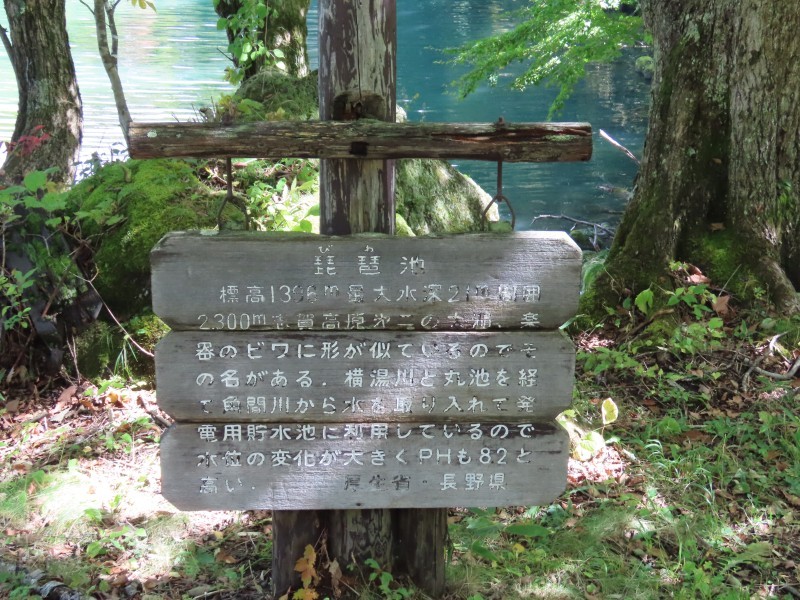 びわ
琵琶池
標高13 m最大水深21m周囲
2.300m志賀高原第二の大池、楽
器のビワに形が似ているのでそ
の名がある．横湯川と丸池を経
て角間川から水を取り入れて発
電用貯水池に利用しているので
水位の変化が大きくPHも8.2と
高い． 厚生省・長野県